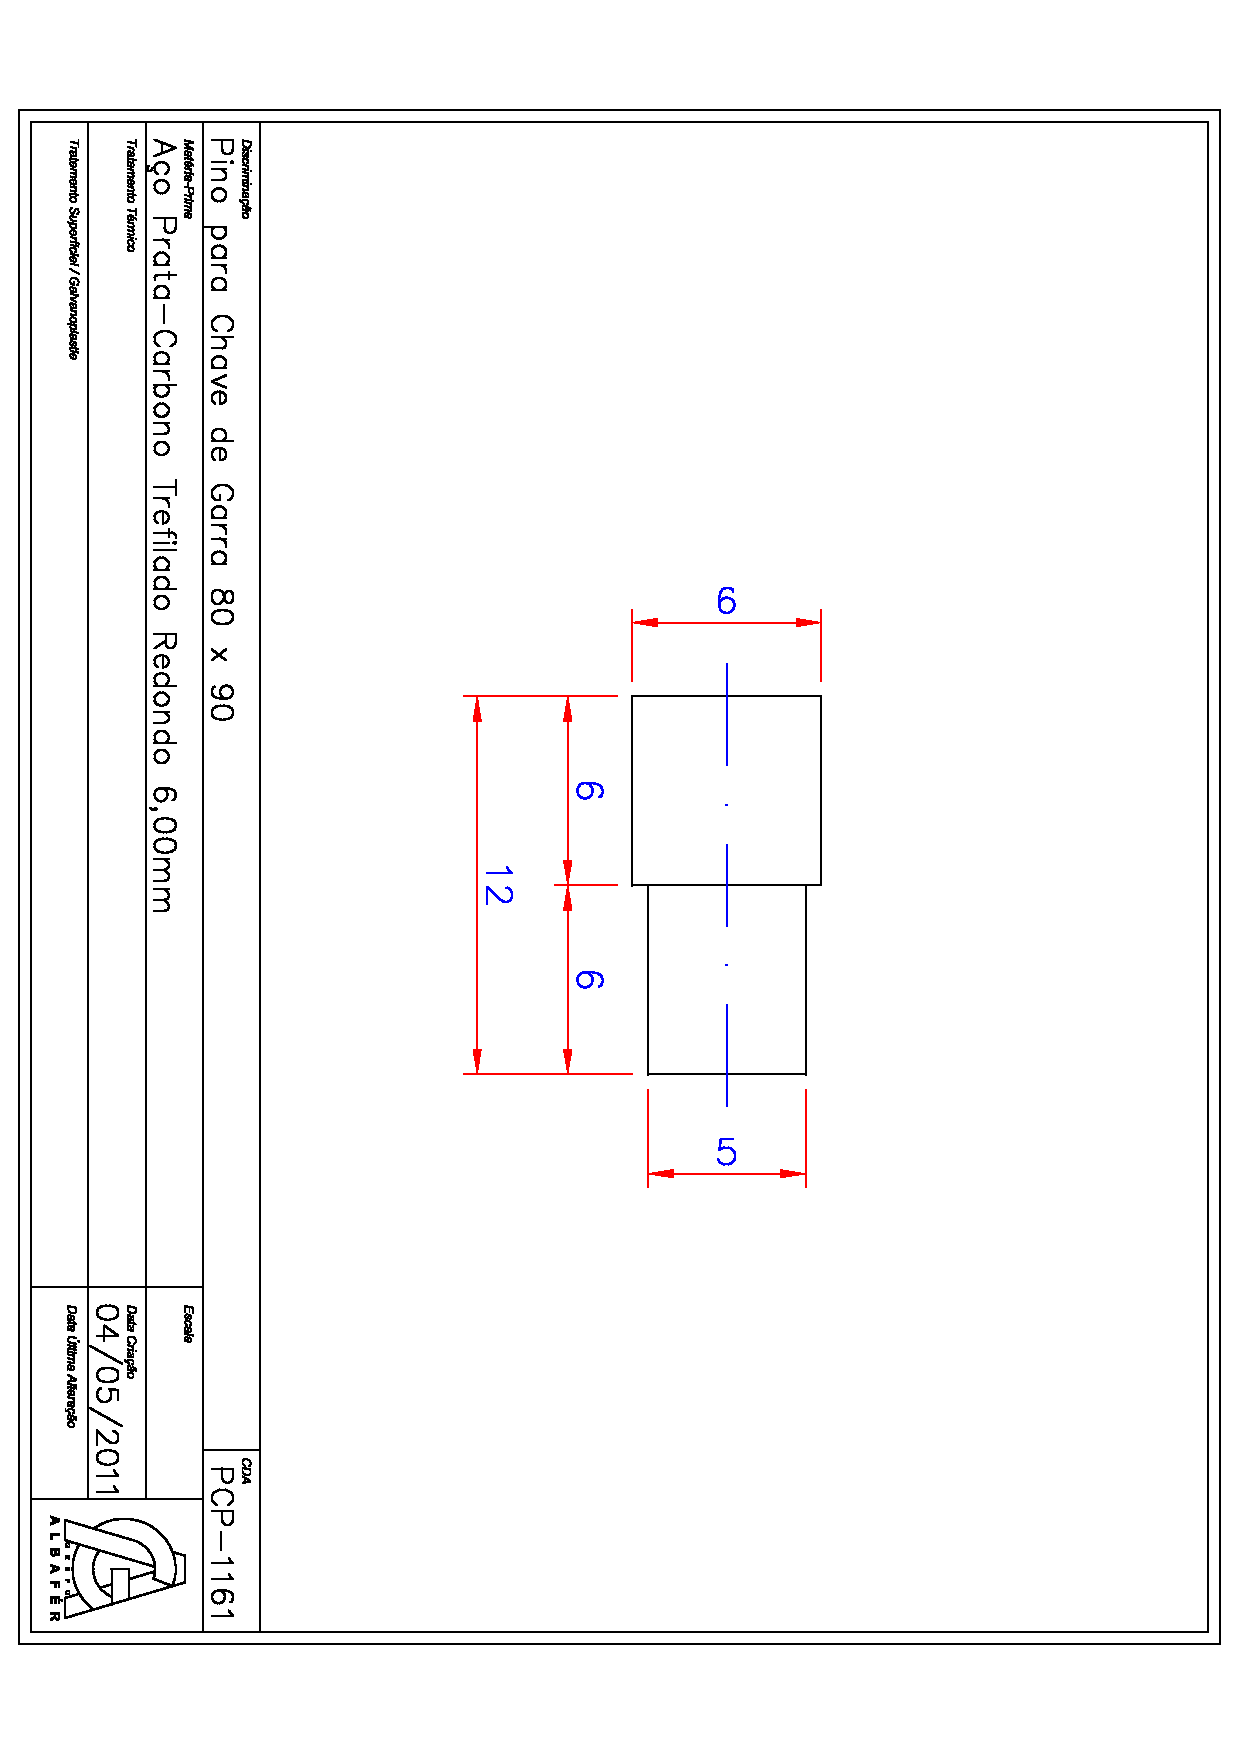 6
6
6
12
5
Discriminação
Pino para Chave de Garra 80 x 90
CDA
PCP-1161
Matéria-Prima
Aço Prata-Carbono Trefilado Redondo 6,00mm
Escala
Tratamento Térmico
Data Criação
04/05/2011
Tratamento Superficial / Galvanoplastia
Data Última Alteração
GRUPO
ALBAFÉR